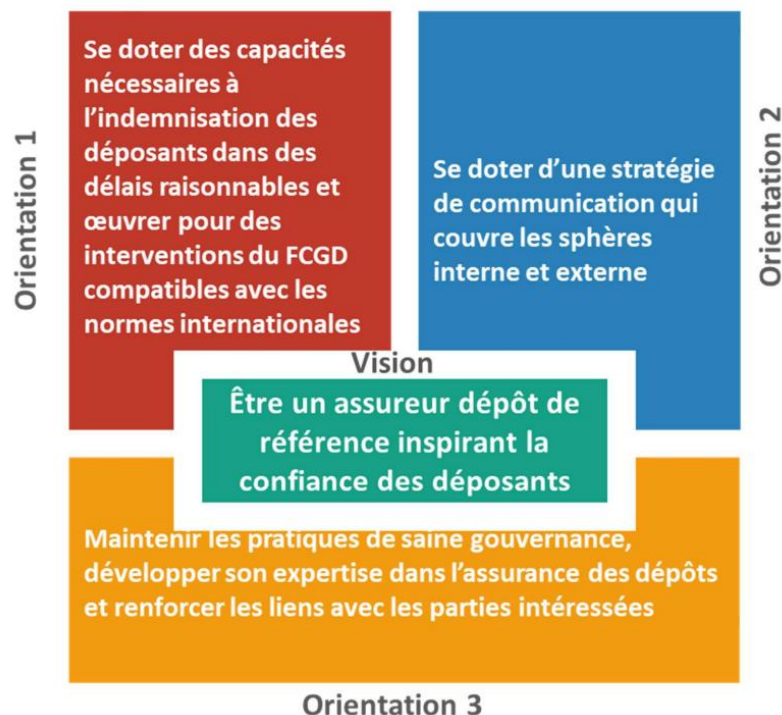 Orientation 1
Se doter des capacités
nécessaires à
l'indemnisation des
déposants dans des
délais raisonnables et
œuvrer pour des
interventions du FCGD
compatibles avec les
normes internationales
Se doter d'une stratégie
de communication qui
couvre les sphères
interne et externe
Orientation 2
Vision
Être un assureur dépôt de
référence inspirant la
confiance des déposants
Maintenir les pratiques de saine gouvernance,
développer son expertise dans l'assurance des dépôts
et renforcer les liens avec les parties intéressées
Orientation 3